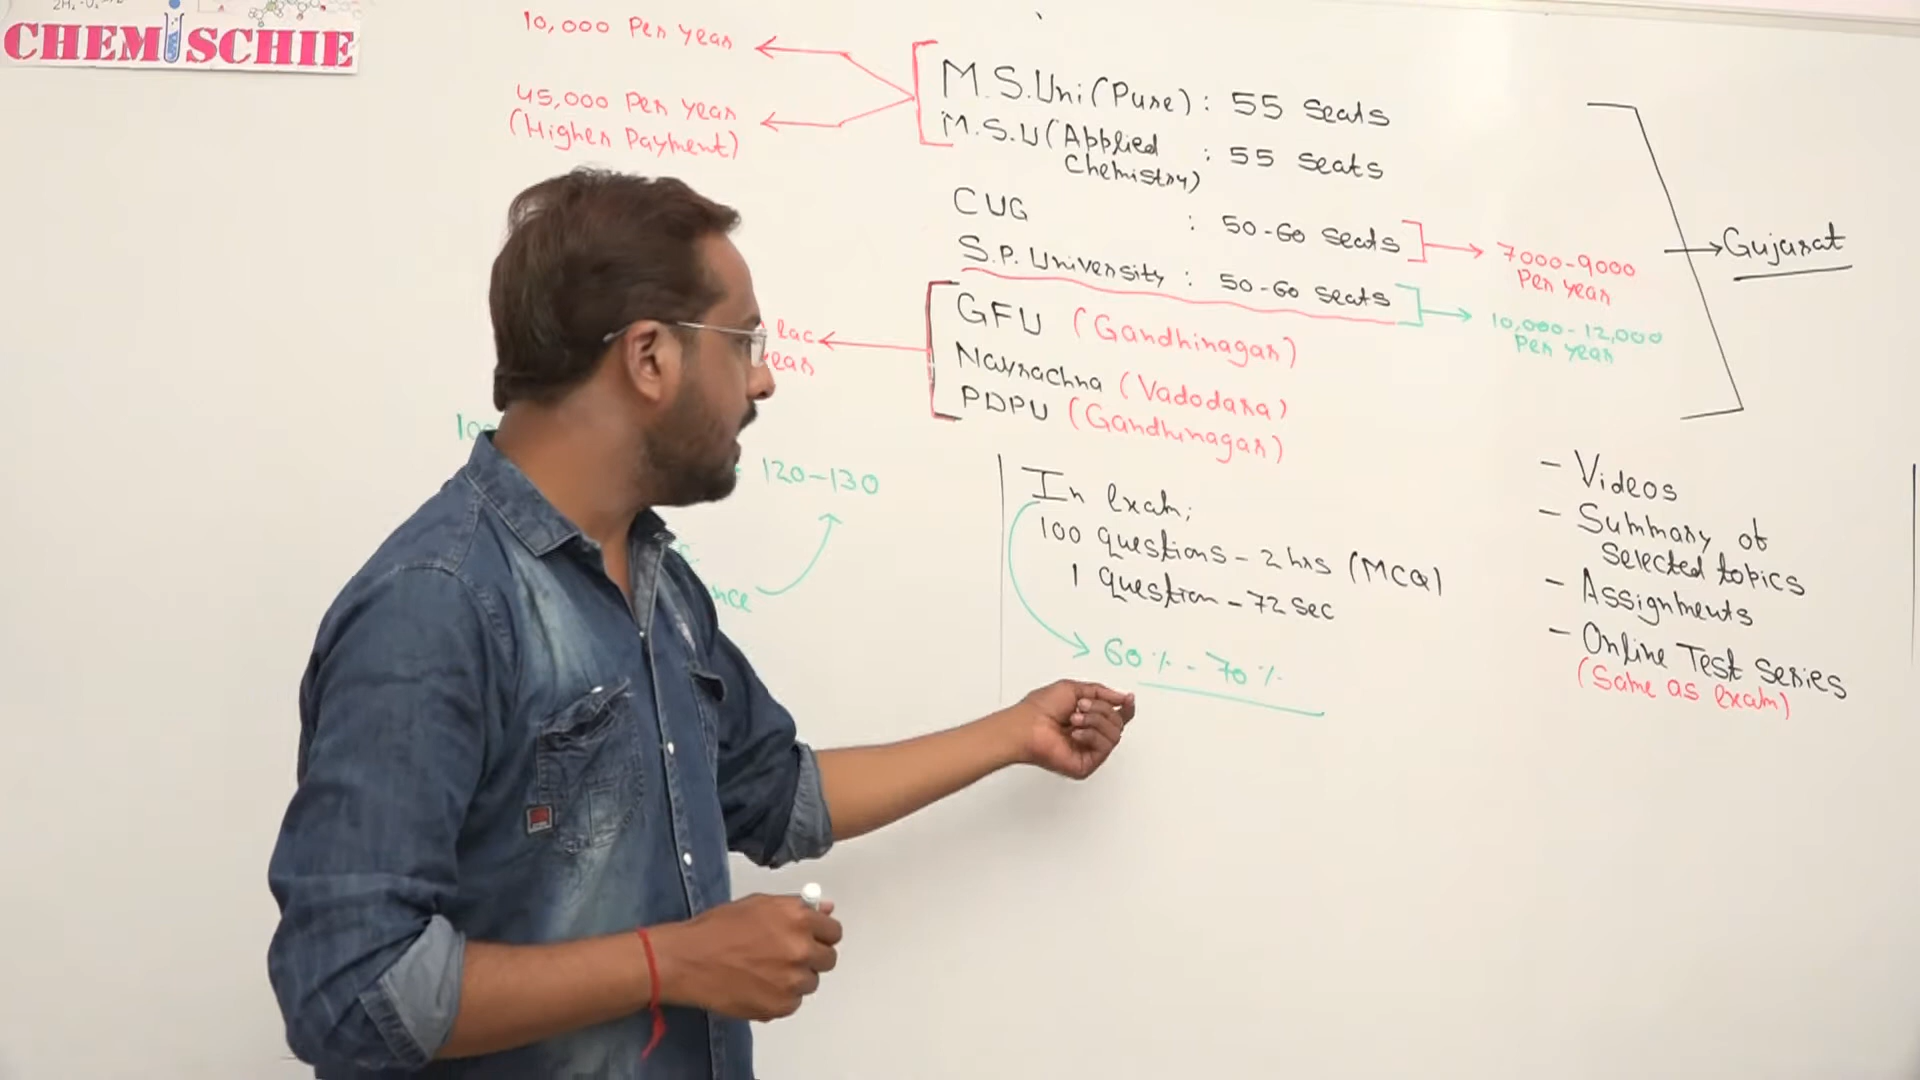 CHEMISCHIE
10,000 Per year
45,000 Per year
(Higher Payment)
M.S.Uni (Pure) : 55 Seats
M.S.U (Applied Chemistry) : 55 Seats
CUG : 50-60 Seats
S.P. University : 50-60 Seats
7000-9000
Per year
10,000-12,000
Per year
Gujarat
GFU (Gandhinagar)
Navrachna (Vadodara)
PDPU (Gandhinagar)
lac
120-130
In exam;
100 questions - 2 hrs (MCQ)
1 question - 72 sec
60% - 70%
- Videos
- Summary of
selected topics
- Assignments
- Online Test series
(Same as exam)